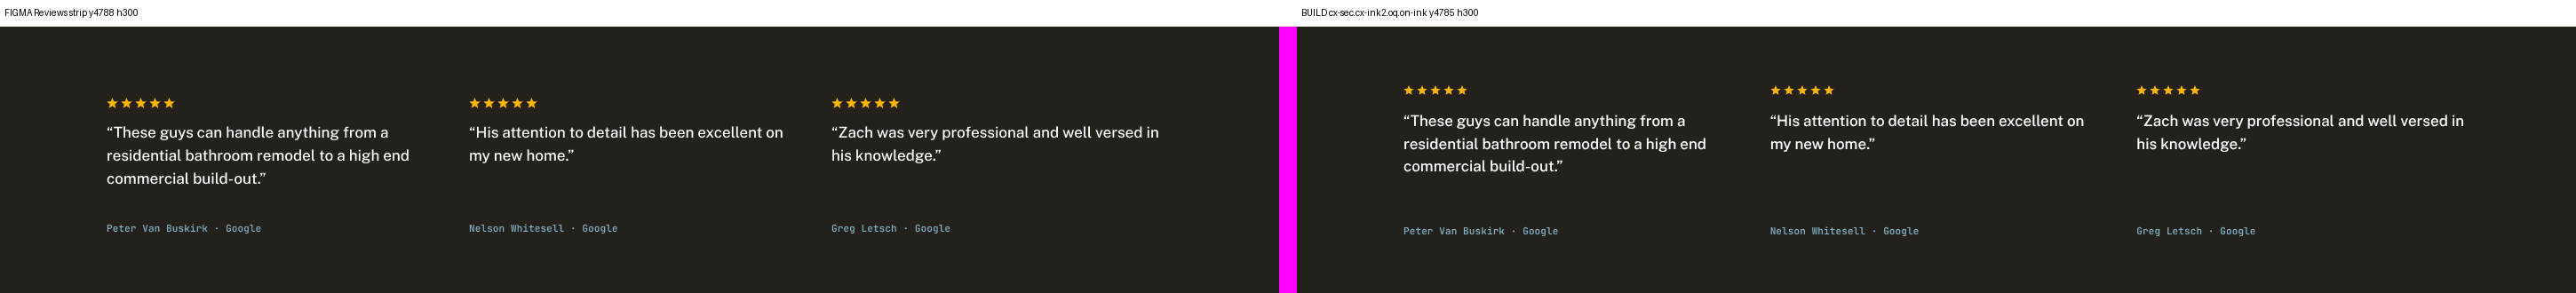 FIGMA Reviews strip y4788 h300
BUILD cx-sec.cx-ink2.oq.on-ink y4785 h300
“These guys can handle anything from a
residential bathroom remodel to a high end
commercial build-out.”
Peter Van Buskirk · Google
“His attention to detail has been excellent on
my new home.”
Nelson Whitesell · Google
“Zach was very professional and well versed in
his knowledge.”
Greg Letsch · Google
“These guys can handle anything from a
residential bathroom remodel to a high end
commercial build-out.”
Peter Van Buskirk · Google
“His attention to detail has been excellent on
my new home.”
Nelson Whitesell · Google
“Zach was very professional and well versed in
his knowledge.”
Greg Letsch · Google